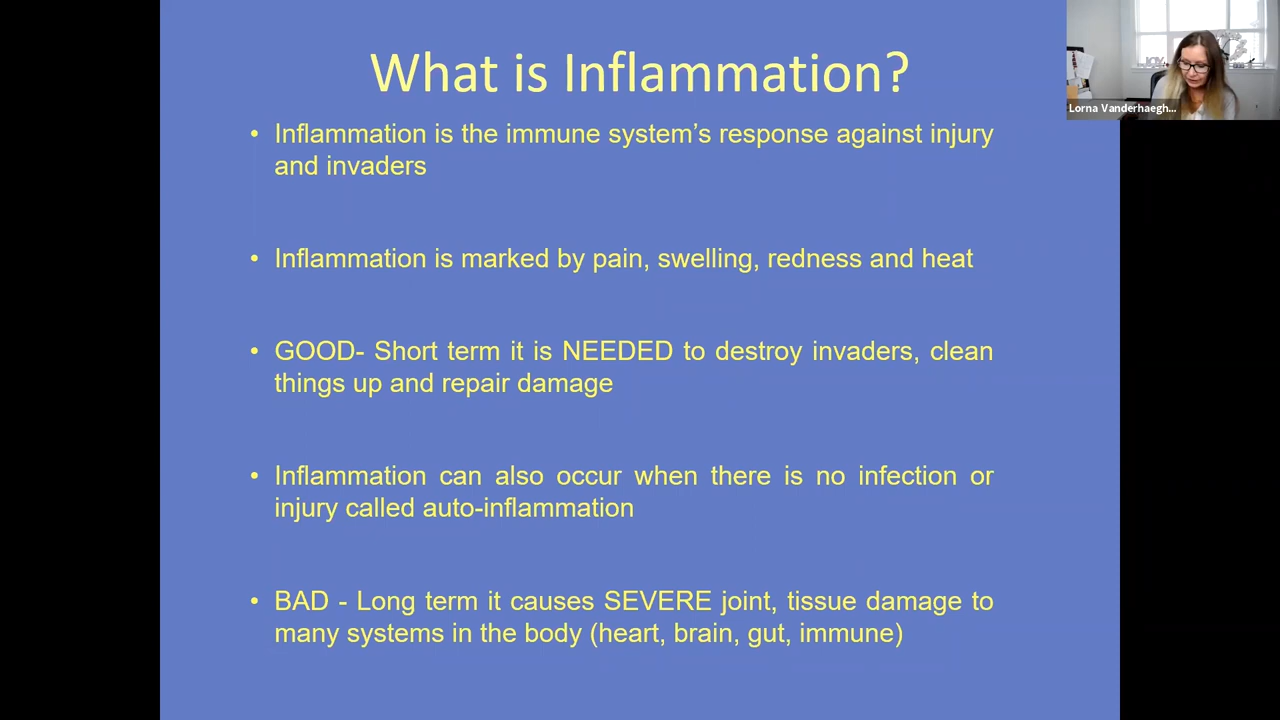 What is Inflammation?
• Inflammation is the immune system's response against injury
and invaders
• Inflammation is marked by pain, swelling, redness and heat
• GOOD- Short term it is NEEDED to destroy invaders, clean
things up and repair damage
• Inflammation can also occur when there is no infection or
injury called auto-inflammation
• BAD - Long term it causes SEVERE joint, tissue damage to
many systems in the body (heart, brain, gut, immune)
JOY
Lorna Vanderhaegh...